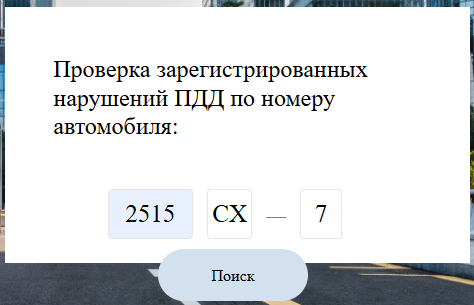 Проверка зарегистрированных
нарушений ПДД по номеру
автомобиля:
2515 СХ — 7
Поиск